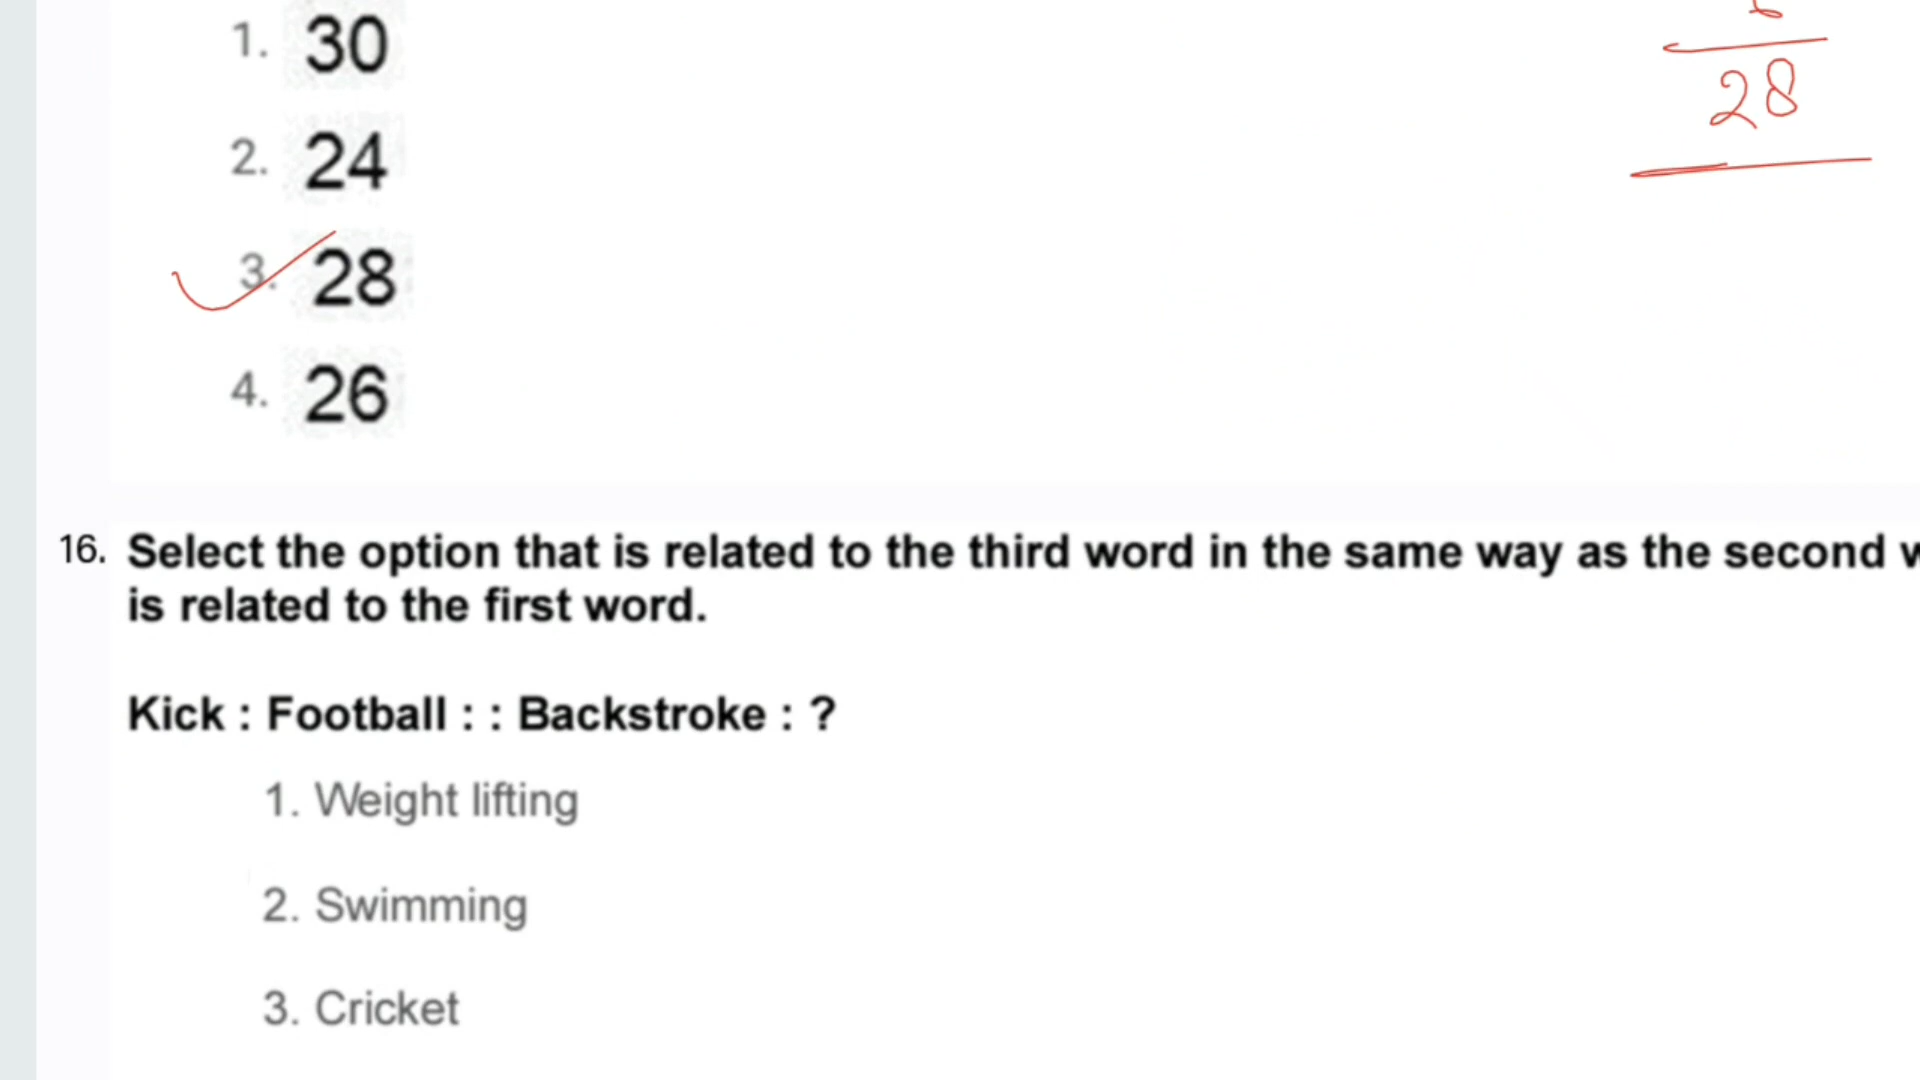 1. 30
28
2. 24
3. 28
4. 26
16. Select the option that is related to the third word in the same way as the second
is related to the first word.
Kick : Football : : Backstroke : ?
1. Weight lifting
2. Swimming
3. Cricket